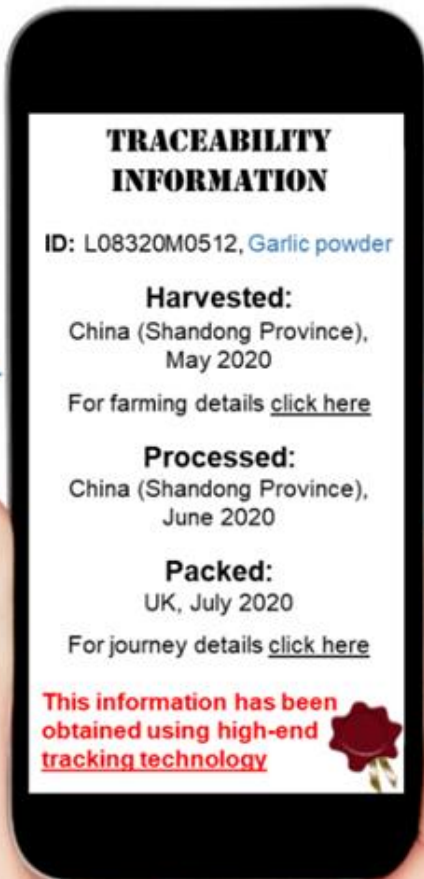 TRACEABILITY
INFORMATION
ID: L08320M0512, Garlic powder
Harvested:
China (Shandong Province),
May 2020
For farming details click here
Processed:
China (Shandong Province),
June 2020
Packed:
UK, July 2020
For journey details click here
This information has been
obtained using high-end
tracking technology